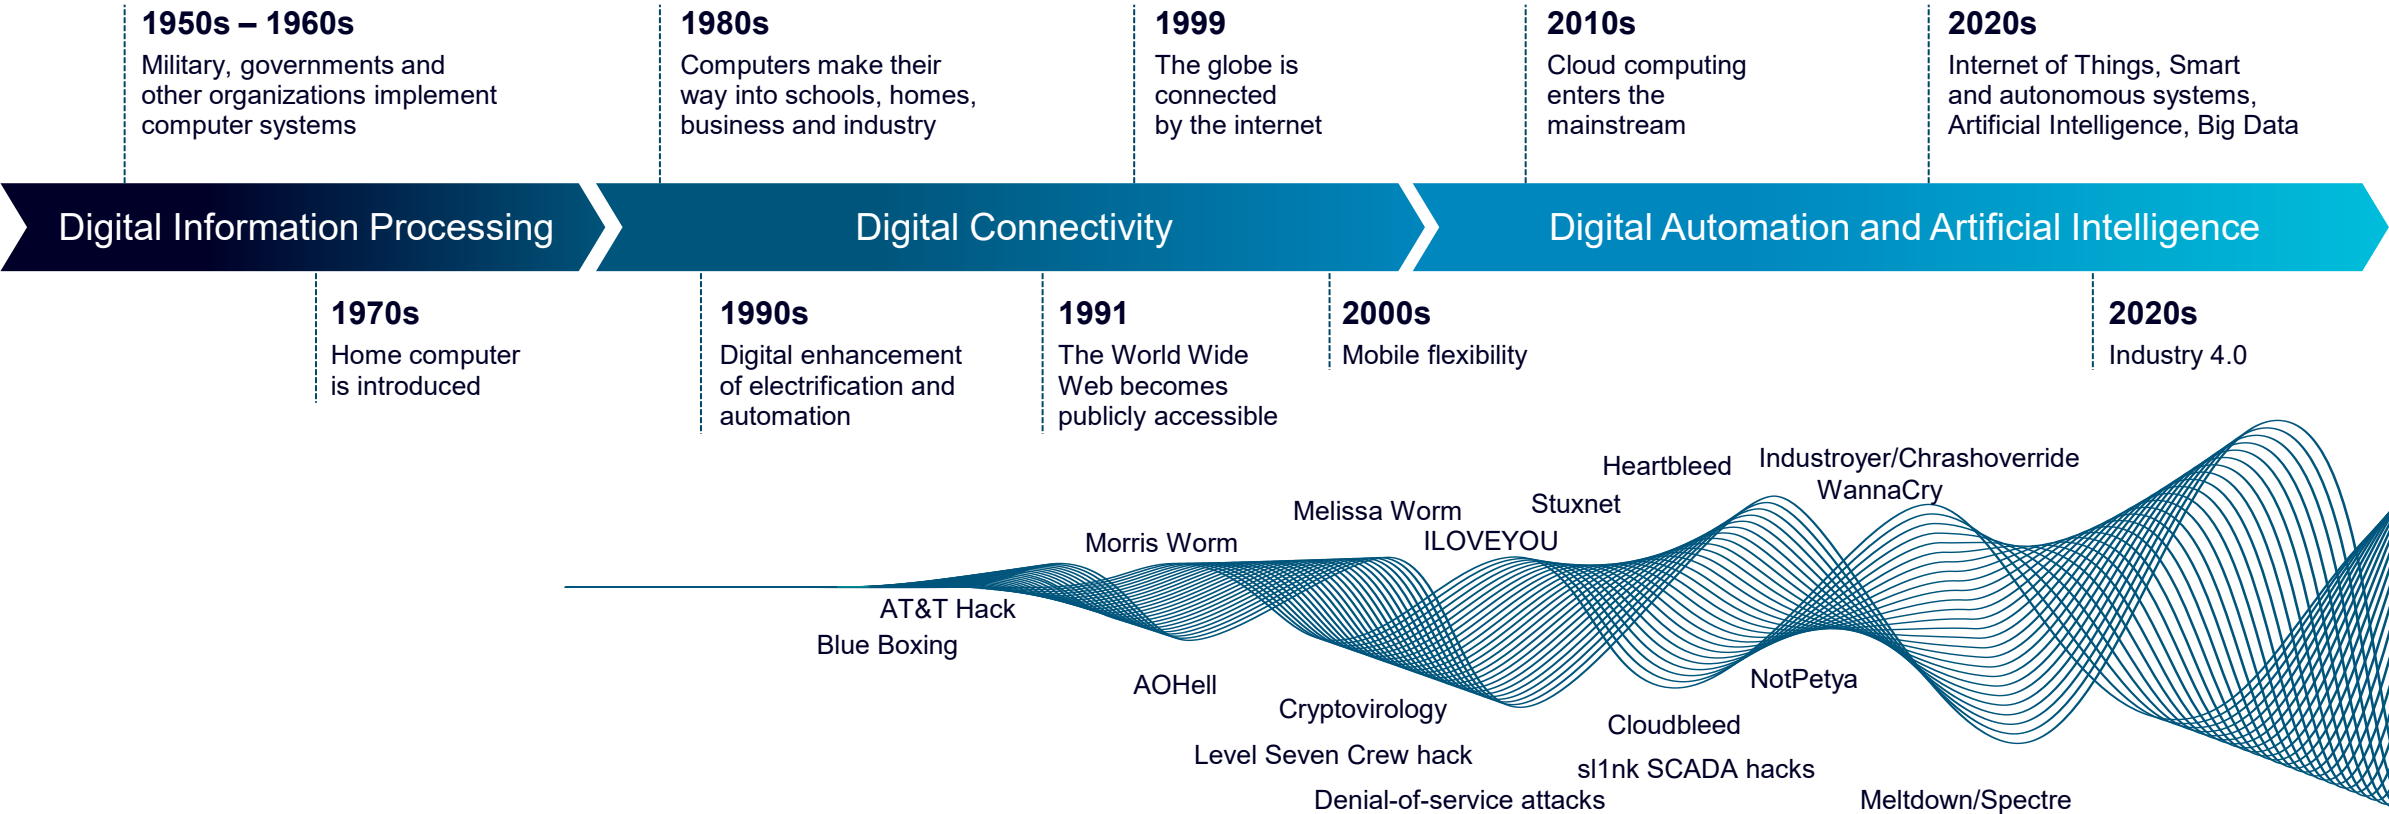 1950s – 1960s
Military, governments and
other organizations implement
computer systems
1980s
Computers make their
way into schools, homes,
business and industry
1999
The globe is
connected
by the internet
2010s
Cloud computing
enters the
mainstream
2020s
Internet of Things, Smart
and autonomous systems,
Artificial Intelligence, Big Data
Digital Information Processing
Digital Connectivity
Digital Automation and Artificial Intelligence
1970s
Home computer
is introduced
1990s
Digital enhancement
of electrification and
automation
1991
The World Wide
Web becomes
publicly accessible
2000s
Mobile flexibility
2020s
Industry 4.0
Heartbleed
Industroyer/Chrashoverride
WannaCry
Stuxnet
Melissa Worm
ILOVEYOU
Morris Worm
AT&T Hack
Blue Boxing
AOHell
NotPetya
Cryptovirology
Cloudbleed
Level Seven Crew hack
sl1nk SCADA hacks
Denial-of-service attacks
Meltdown/Spectre